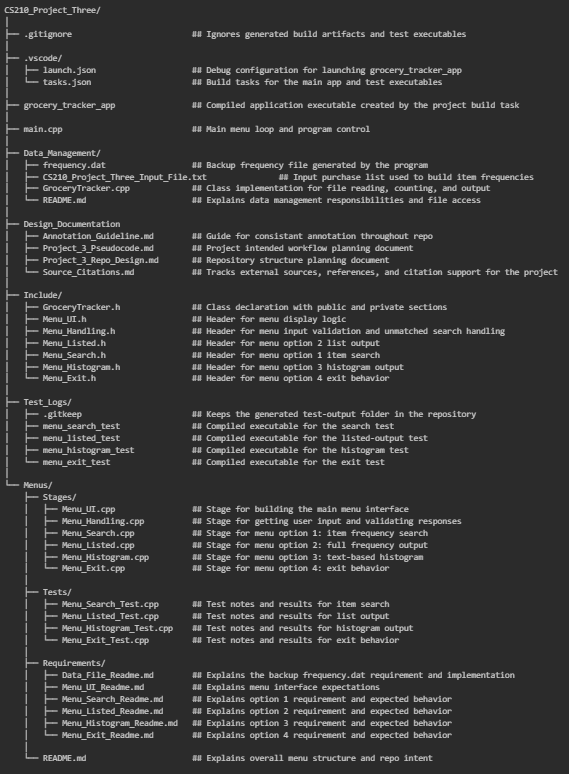 CS210_Project_Three/
│
├── .gitignore                        ## Ignores generated build artifacts and test executables
│
├── .vscode/
│   ├── launch.json                   ## Debug configuration for launching grocery_tracker_app
│   └── tasks.json                    ## Build tasks for the main app and test executables
│
├── grocery_tracker_app               ## Compiled application executable created by the project build task
│
├── main.cpp                          ## Main menu loop and program control
│
├── Data_Management/
│   ├── frequency.dat                 ## Backup frequency file generated by the program
│   ├── CS210_Project_Three_Input_File.txt               ## Input purchase list used to build item frequencies
│   ├── GroceryTracker.cpp            ## Class implementation for file reading, counting, and output
│   └── README.md                     ## Explains data management responsibilities and file access
│
├── Design_Documentation
│   ├── Annotation_Guideline.md       ## Guide for consistant annotation throughout repo
│   ├── Project_3_Pseudocode.md       ## Project intended workflow planning document
│   ├── Project_3_Repo_Design.md      ## Repository structure planning document
│   └── Source_Citations.md           ## Tracks external sources, references, and citation support for the project
│
├── Include/
│   ├── GroceryTracker.h              ## Class declaration with public and private sections
│   ├── Menu_UI.h                     ## Header for menu display logic
│   ├── Menu_Handling.h               ## Header for menu input validation and unmatched search handling
│   ├── Menu_Listed.h                 ## Header for menu option 2 list output
│   ├── Menu_Search.h                 ## Header for menu option 1 item search
│   ├── Menu_Histogram.h              ## Header for menu option 3 histogram output
│   └── Menu_Exit.h                   ## Header for menu option 4 exit behavior
│
├── Test_Logs/
│   ├── .gitkeep                      ## Keeps the generated test-output folder in the repository
│   ├── menu_search_test              ## Compiled executable for the search test
│   ├── menu_listed_test              ## Compiled executable for the listed-output test
│   ├── menu_histogram_test           ## Compiled executable for the histogram test
│   └── menu_exit_test                ## Compiled executable for the exit test
│
└── Menus/
    ├── Stages/
    │   ├── Menu_UI.cpp               ## Stage for building the main menu interface
    │   ├── Menu_Handling.cpp         ## Stage for getting user input and validating responses
    │   ├── Menu_Search.cpp           ## Stage for menu option 1: item frequency search
    │   ├── Menu_Listed.cpp           ## Stage for menu option 2: full frequency output
    │   ├── Menu_Histogram.cpp        ## Stage for menu option 3: text-based histogram
    │   └── Menu_Exit.cpp             ## Stage for menu option 4: exit behavior
    │
    ├── Tests/
    │   ├── Menu_Search_Test.cpp      ## Test notes and results for item search
    │   ├── Menu_Listed_Test.cpp      ## Test notes and results for list output
    │   ├── Menu_Histogram_Test.cpp   ## Test notes and results for histogram output
    │   └── Menu_Exit_Test.cpp        ## Test notes and results for exit behavior
    │
    ├── Requirements/
    │   ├── Data_File_Readme.md       ## Explains the backup frequency.dat requirement and implementation
    │   ├── Menu_UI_Readme.md         ## Explains menu interface expectations
    │   ├── Menu_Search_Readme.md     ## Explains option 1 requirement and expected behavior
    │   ├── Menu_Listed_Readme.md     ## Explains option 2 requirement and expected behavior
    │   ├── Menu_Histogram_Readme.md  ## Explains option 3 requirement and expected behavior
    │   └── Menu_Exit_Readme.md       ## Explains option 4 requirement and expected behavior
    │
    └── README.md                     ## Explains overall menu structure and repo intent